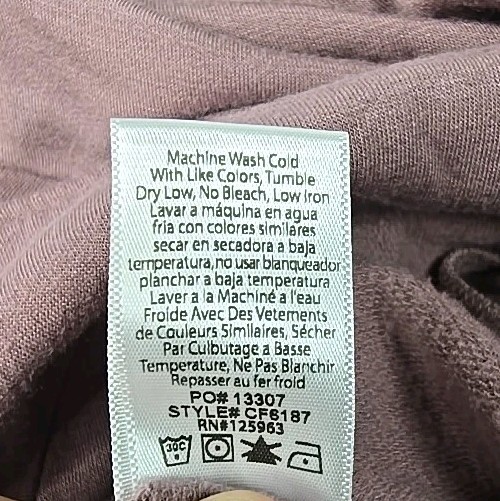 Machine Wash Cold
With Like Colors, Tumble
Dry Low, No Bleach, Low Iron
Lavar a máquina en agua
fria con colores similares
secar en secadora a baja
temperatura, no usar blanqueador
planchar a baja temperatura
Laver a la Machiné a l'eau
Froide Avec Des Vetements
de Couleurs Similaires, Sécher
Par Culbutage a Basse
Temperature, Ne Pas Blanchir
Repasser au fer froid
PO# 13307
STYLE# CF6187
RN#125963
30C